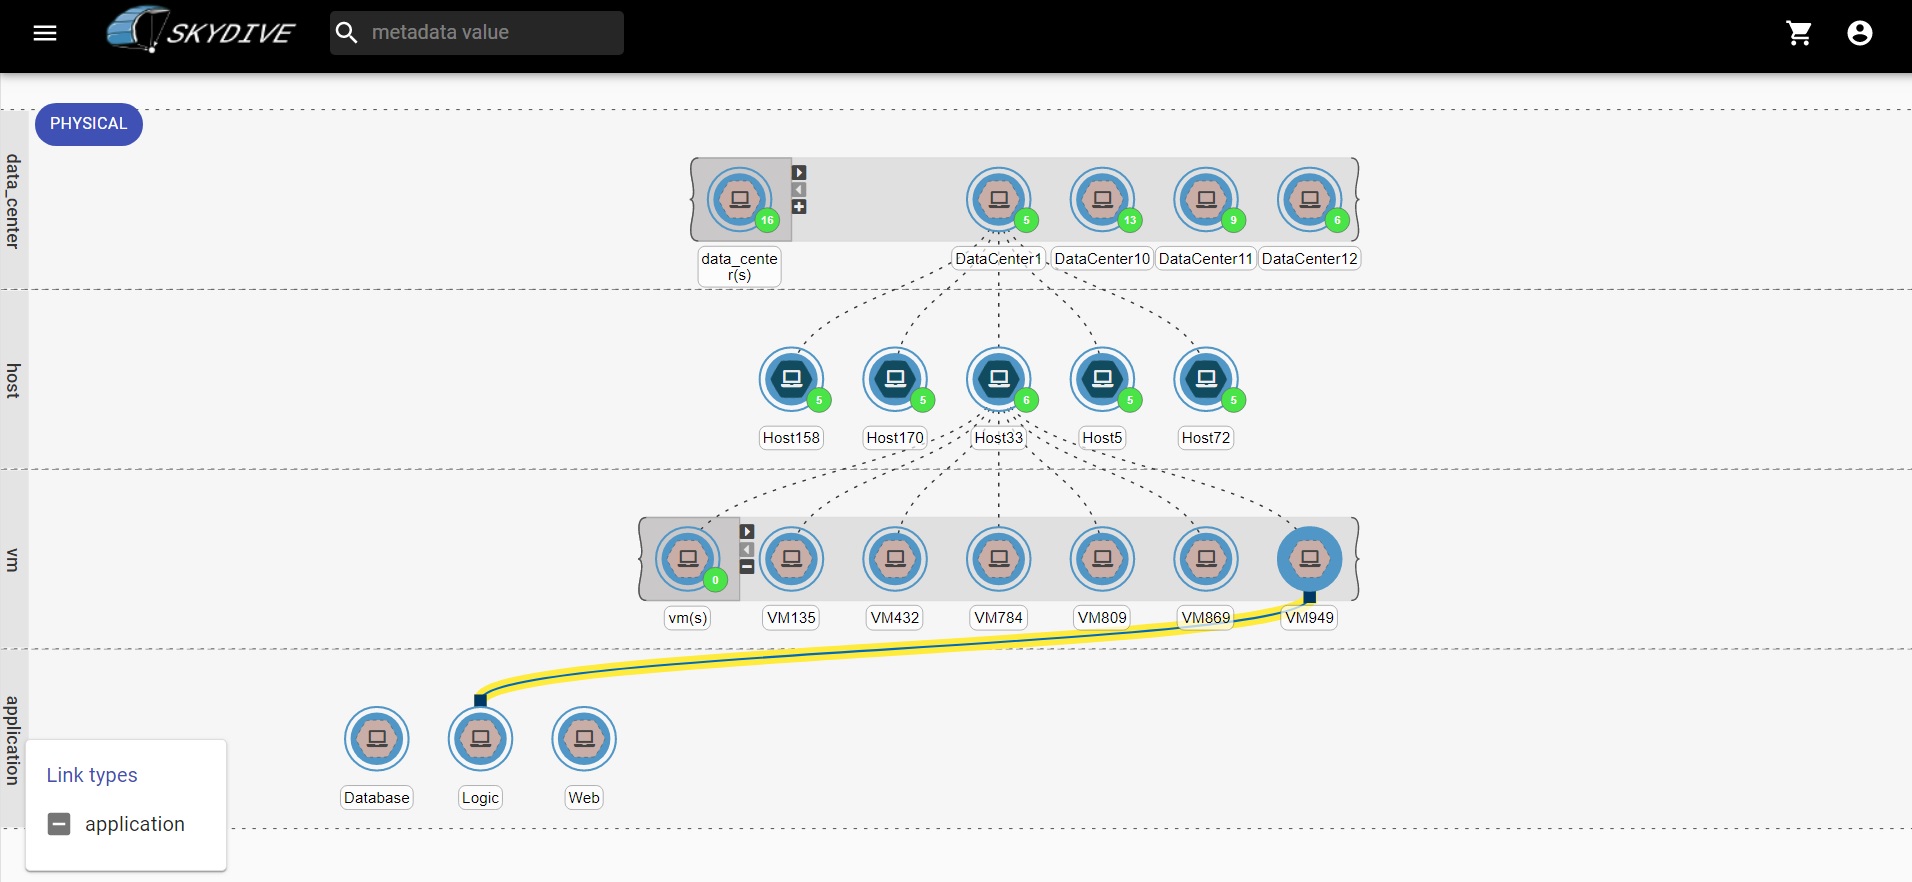 SKYDIVE
metadata value
PHYSICAL
data_center
16
5
13
9
6
data_cente
r(s)
DataCenter1
DataCenter10
DataCenter11
DataCenter12
host
5
5
6
5
5
Host158
Host170
Host33
Host5
Host72
vm
0
vm(s)
VM135
VM432
VM784
VM809
VM869
VM949
application
Database
Logic
Web
Link types
application